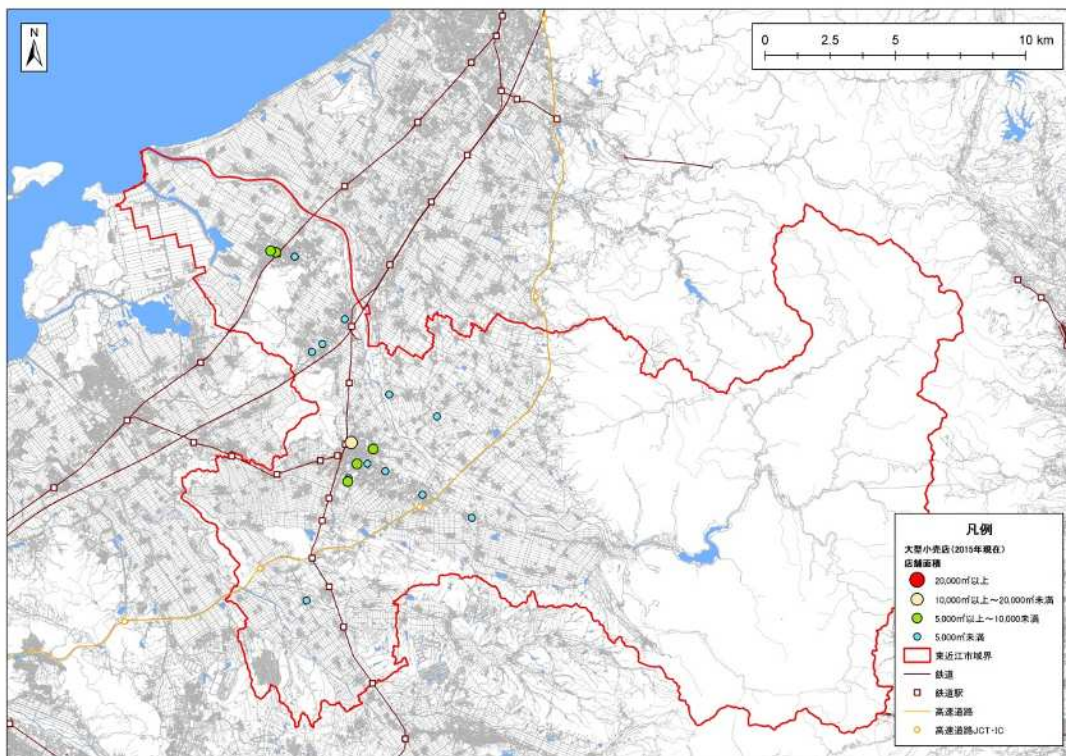 N
0 2.5 5 10 km
凡例
大型小売店(2015年現在)
店舗面積
20,000㎡以上
10,000㎡以上~20,000㎡未満
5,000㎡以上~10,000未満
5,000㎡未満
東近江市域界
鉄道
鉄道駅
高速道路
高速道路JCT・IC